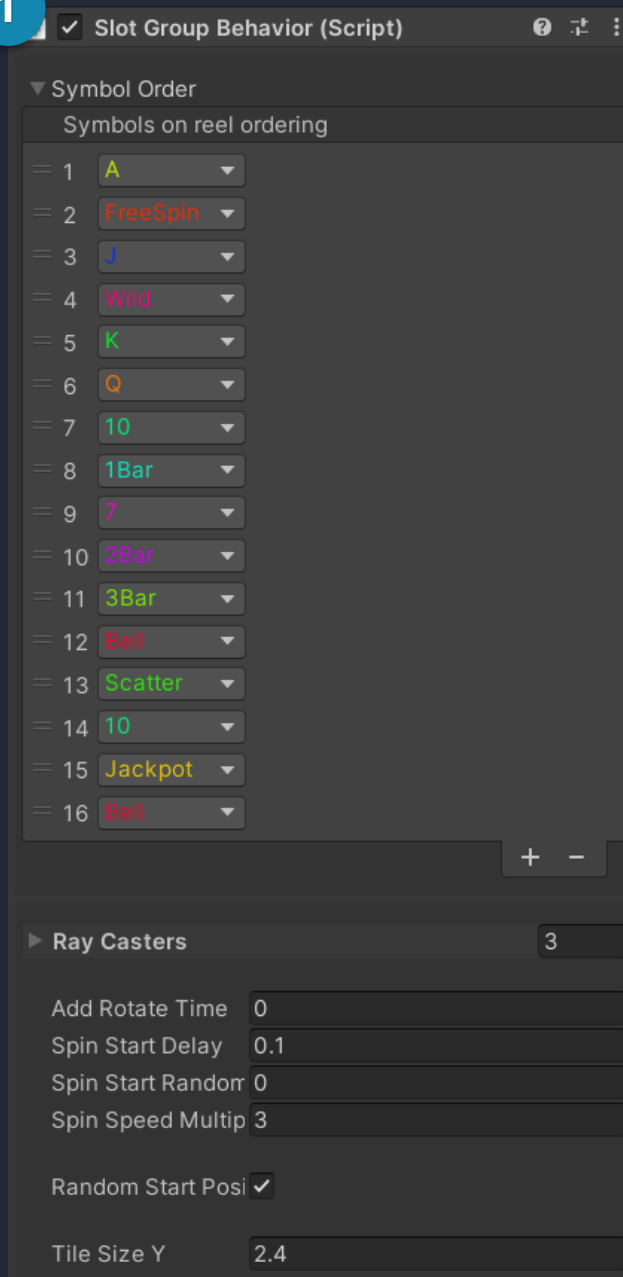 1
Slot Group Behavior (Script)
Symbol Order
Symbols on reel ordering
1 A
2 FreeSpin
3 J
4 Wild
5 K
6 Q
7 10
8 1Bar
9 7
10 2Bar
11 3Bar
12 Bell
13 Scatter
14 10
15 Jackpot
16 Bell
+ −
Ray Casters 3
Add Rotate Time 0
Spin Start Delay 0.1
Spin Start Random 0
Spin Speed Multip 3
Random Start Posi
Tile Size Y 2.4